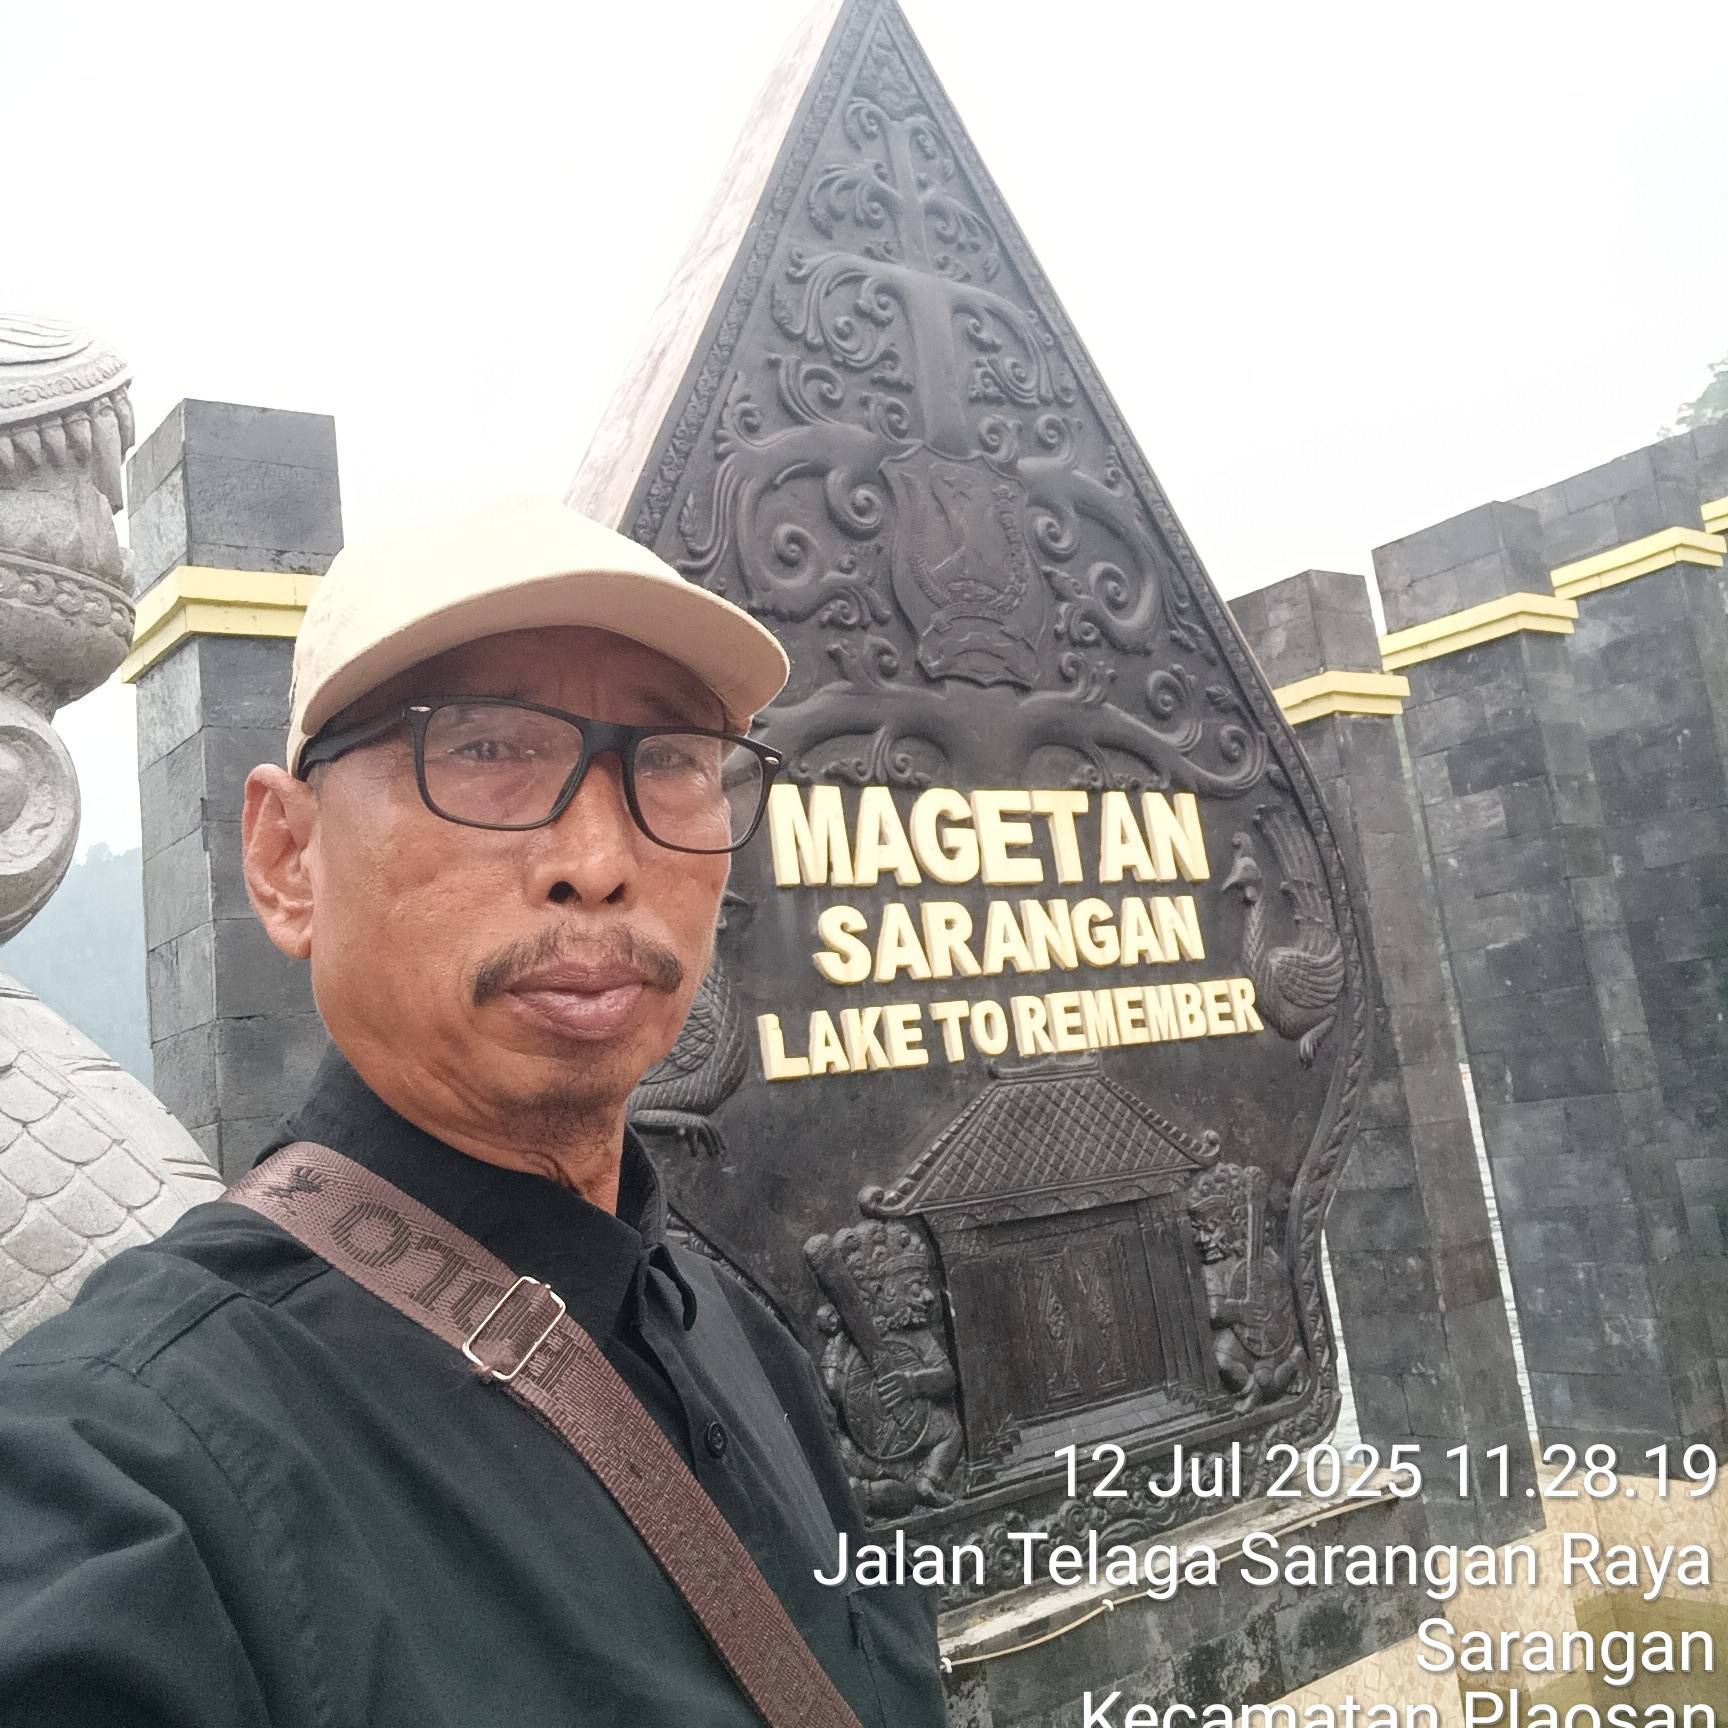 MAGETAN
SARANGAN
LAKE TO REMEMBER
12 Jul 2025 11.28.19
Jalan Telaga Sarangan Raya
Sarangan
Kecamatan Plaosan